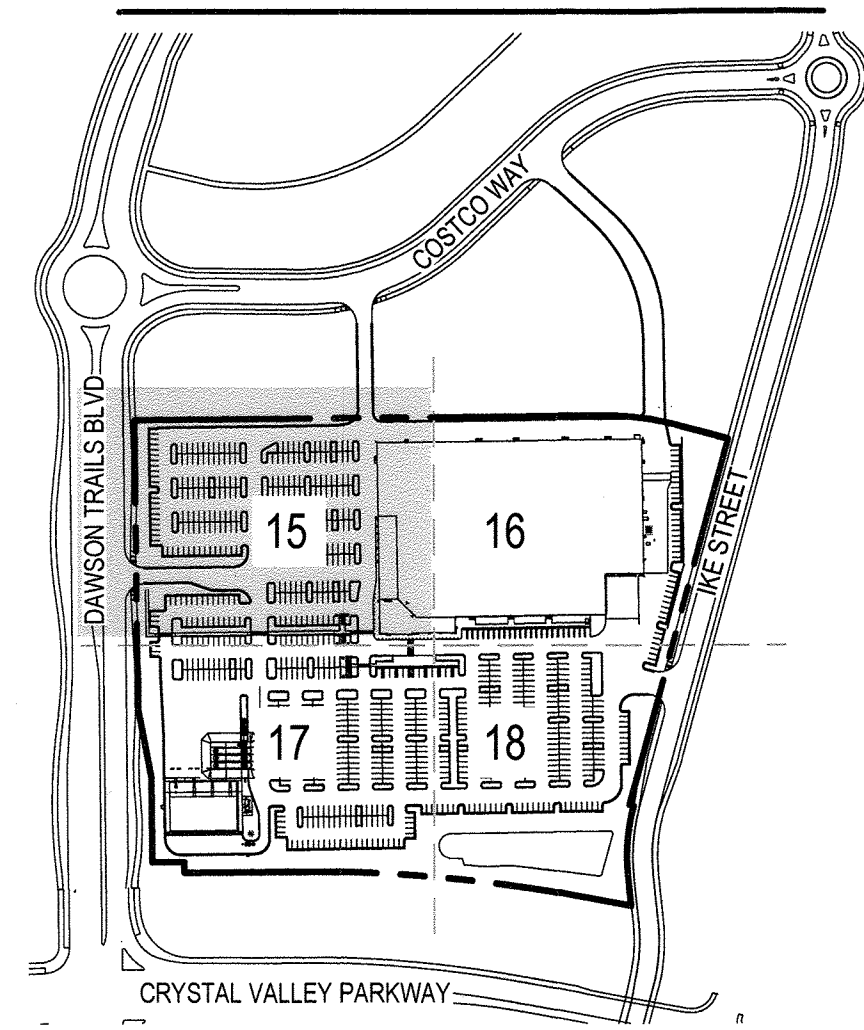 COSTCO WAY
DAWSON TRAILS BLVD
15
16
IKE STREET
17
18
CRYSTAL VALLEY PARKWAY